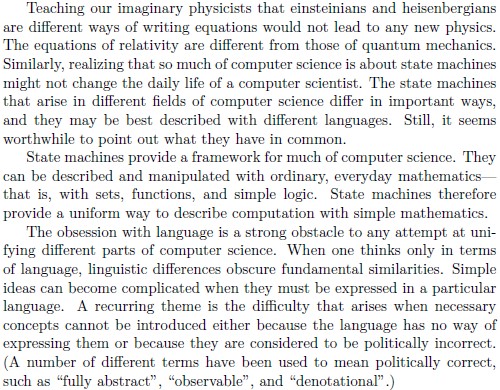 Teaching our imaginary physicists that einsteinians and heisenbergians
are different ways of writing equations would not lead to any new physics.
The equations of relativity are different from those of quantum mechanics.
Similarly, realizing that so much of computer science is about state machines
might not change the daily life of a computer scientist. The state machines
that arise in different fields of computer science differ in important ways,
and they may be best described with different languages. Still, it seems
worthwhile to point out what they have in common.
State machines provide a framework for much of computer science. They
can be described and manipulated with ordinary, everyday mathematics—
that is, with sets, functions, and simple logic. State machines therefore
provide a uniform way to describe computation with simple mathematics.
The obsession with language is a strong obstacle to any attempt at uni-
fying different parts of computer science. When one thinks only in terms
of language, linguistic differences obscure fundamental similarities. Simple
ideas can become complicated when they must be expressed in a particular
language. A recurring theme is the difficulty that arises when necessary
concepts cannot be introduced either because the language has no way of
expressing them or because they are considered to be politically incorrect.
(A number of different terms have been used to mean politically correct,
such as “fully abstract”, “observable”, and “denotational”.)